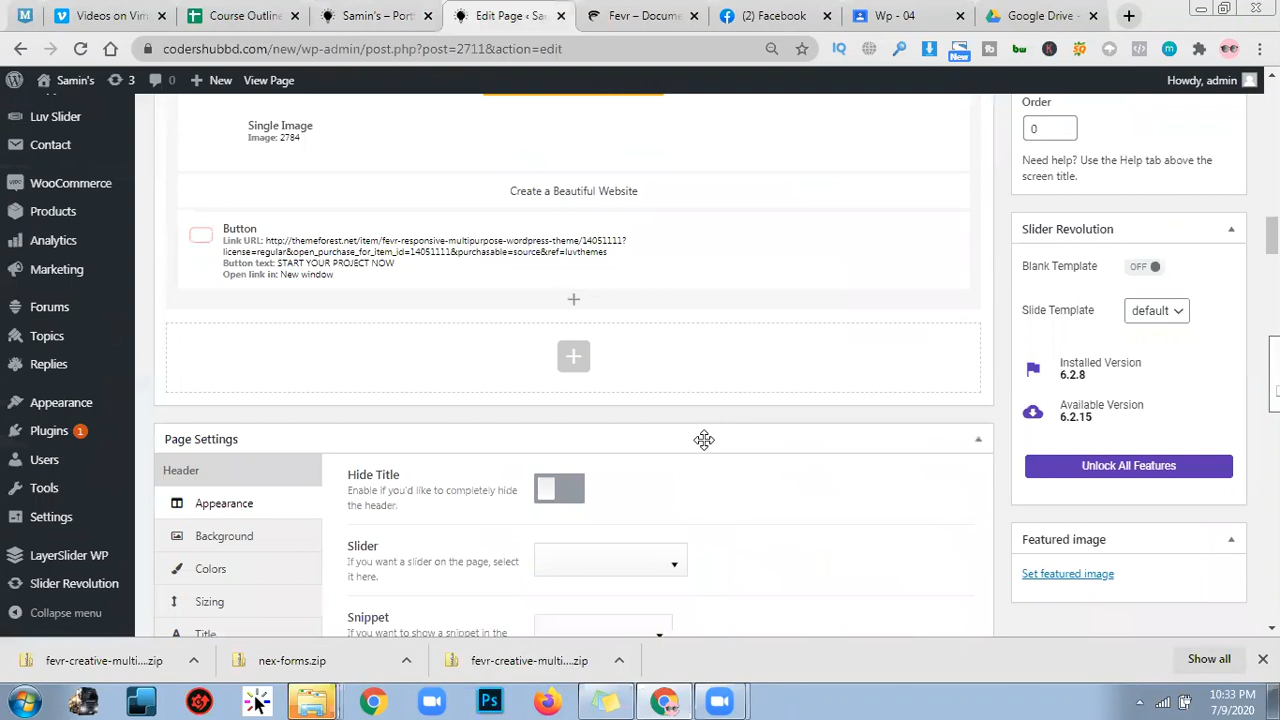 Videos on Vim
Course Outline
Samin's – Port
Edit Page ‹ Sa
Fevr – Docume
(2) Facebook
Wp - 04
Google Drive -
codershubbd.com/new/wp-admin/post.php?post=2711&action=edit
New
Samin's
3
0
New
View Page
Howdy, admin
Luv Slider
Contact
WooCommerce
Products
Analytics
Marketing
Forums
Topics
Replies
Appearance
Plugins 1
Users
Tools
Settings
LayerSlider WP
Slider Revolution
Collapse menu
Single Image
Image: 2784
Create a Beautiful Website
Button
Link URL: http://themeforest.net/item/fevr-responsive-multipurpose-wordpress-theme/14051111?
license=regular&open_purchase_for_item_id=14051111&purchasable=source&ref=luvthemes
Button text: START YOUR PROJECT NOW
Open link in: New window
Page Settings
Header
Appearance
Background
Colors
Sizing
Title
Hide Title
Enable if you'd like to completely hide
the header.
Slider
If you want a slider on the page, select
it here.
Snippet
If you want to show a snippet in the
Order
0
Need help? Use the Help tab above the
screen title.
Slider Revolution
Blank Template
OFF
Slide Template
default
Installed Version
6.2.8
Available Version
6.2.15
Unlock All Features
Featured image
Set featured image
fevr-creative-multi....zip
nex-forms.zip
fevr-creative-multi....zip
Show all
10:33 PM
7/9/2020